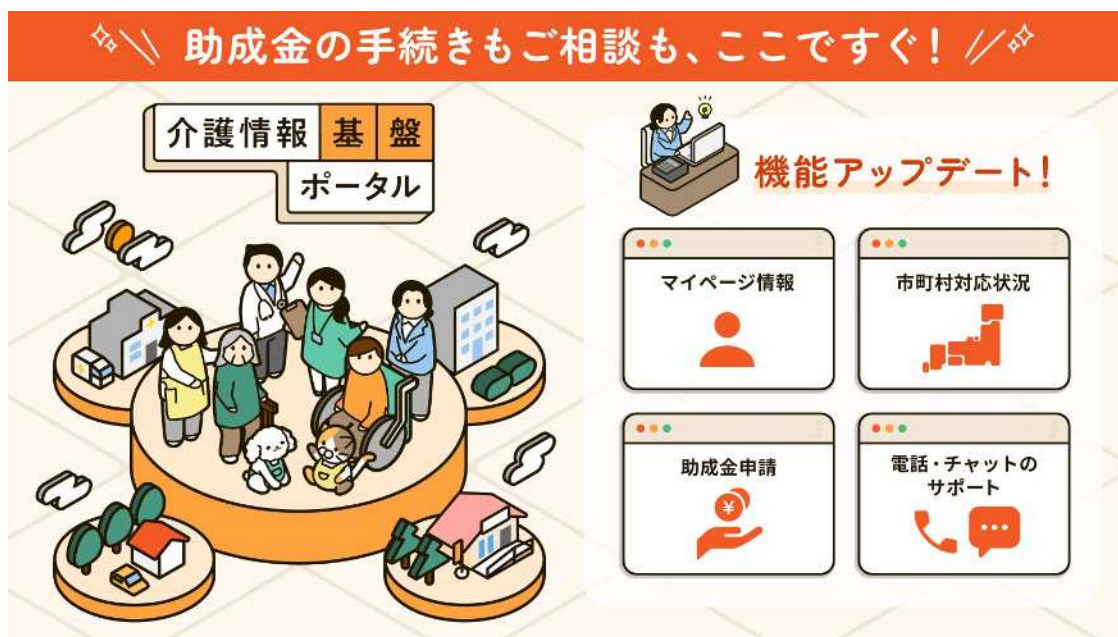 助成金の手続きもご相談も、ここですぐ!
介護情報基盤
ポータル
機能アップデート!
マイページ情報
市町村対応状況
助成金申請
¥
電話・チャットの
サポート